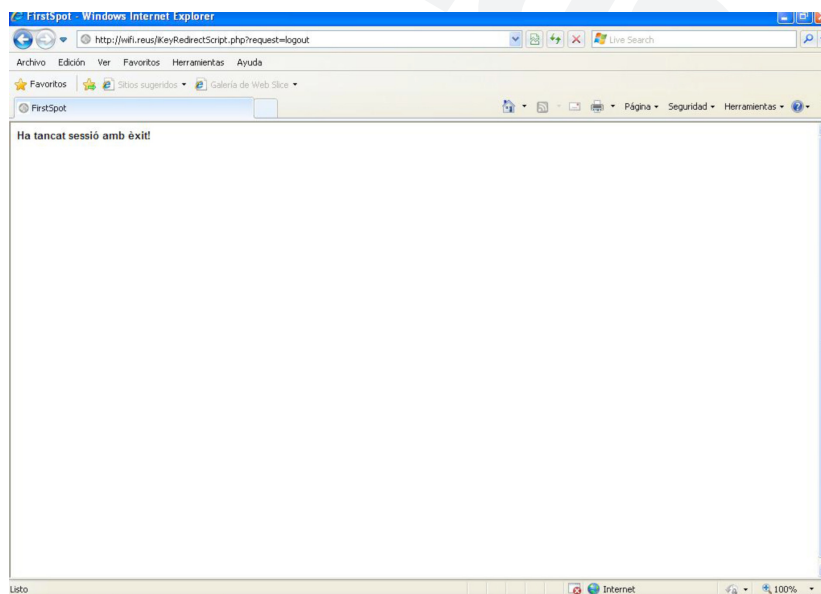 FirstSpot - Windows Internet Explorer
http://wifi.reus/iKeyRedirectScript.php?request=logout
Live Search
Archivo Edición Ver Favoritos Herramientas Ayuda
Favoritos Sitios sugeridos Galería de Web Slice
FirstSpot Página Seguridad Herramientas
Ha tancat sessió amb èxit!
Listo Internet 100%